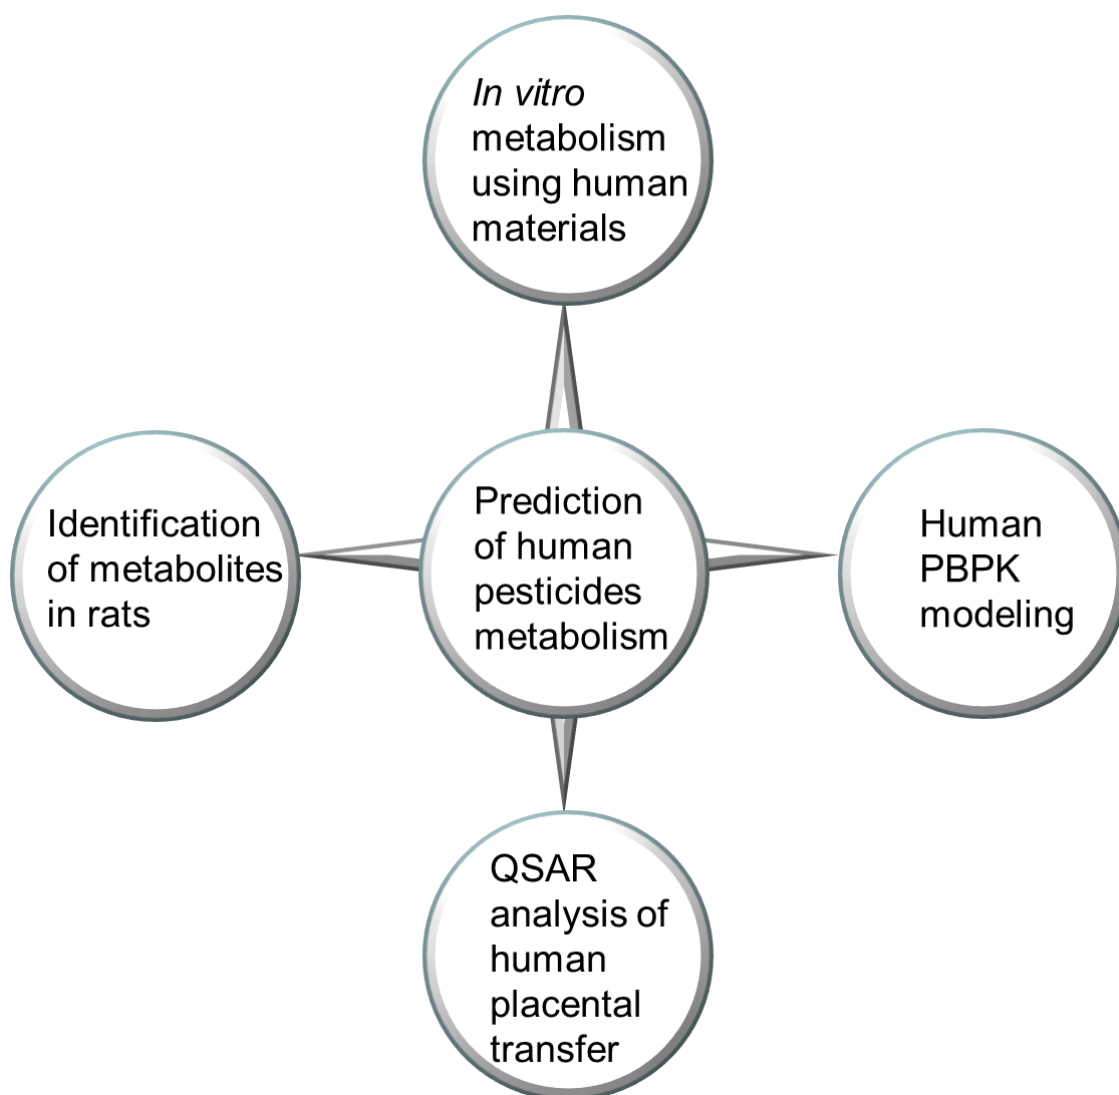 In vitro
metabolism
using human
materials
Identification
of metabolites
in rats
Prediction
of human
pesticides
metabolism
Human
PBPK
modeling
QSAR
analysis of
human
placental
transfer